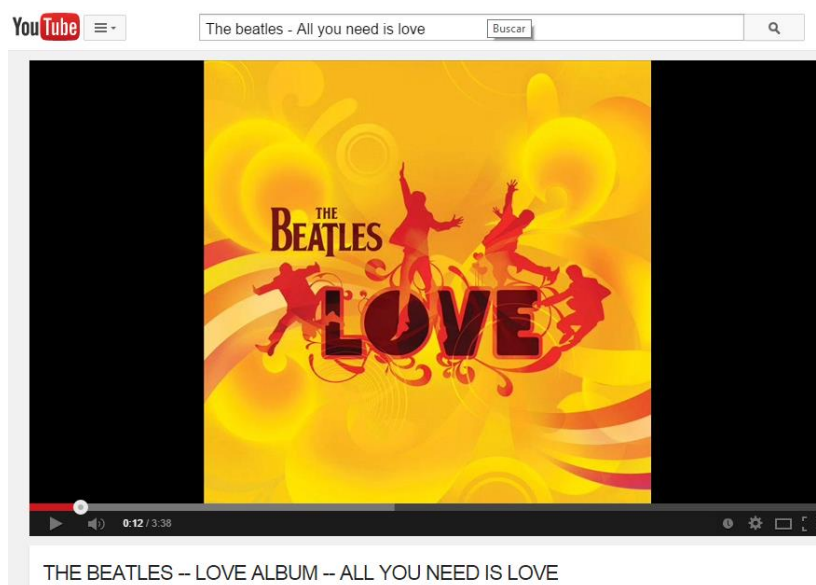 YouTube
The beatles - All you need is love
Buscar
THE
BEATLES
LOVE
0:12 / 3:38
THE BEATLES -- LOVE ALBUM -- ALL YOU NEED IS LOVE